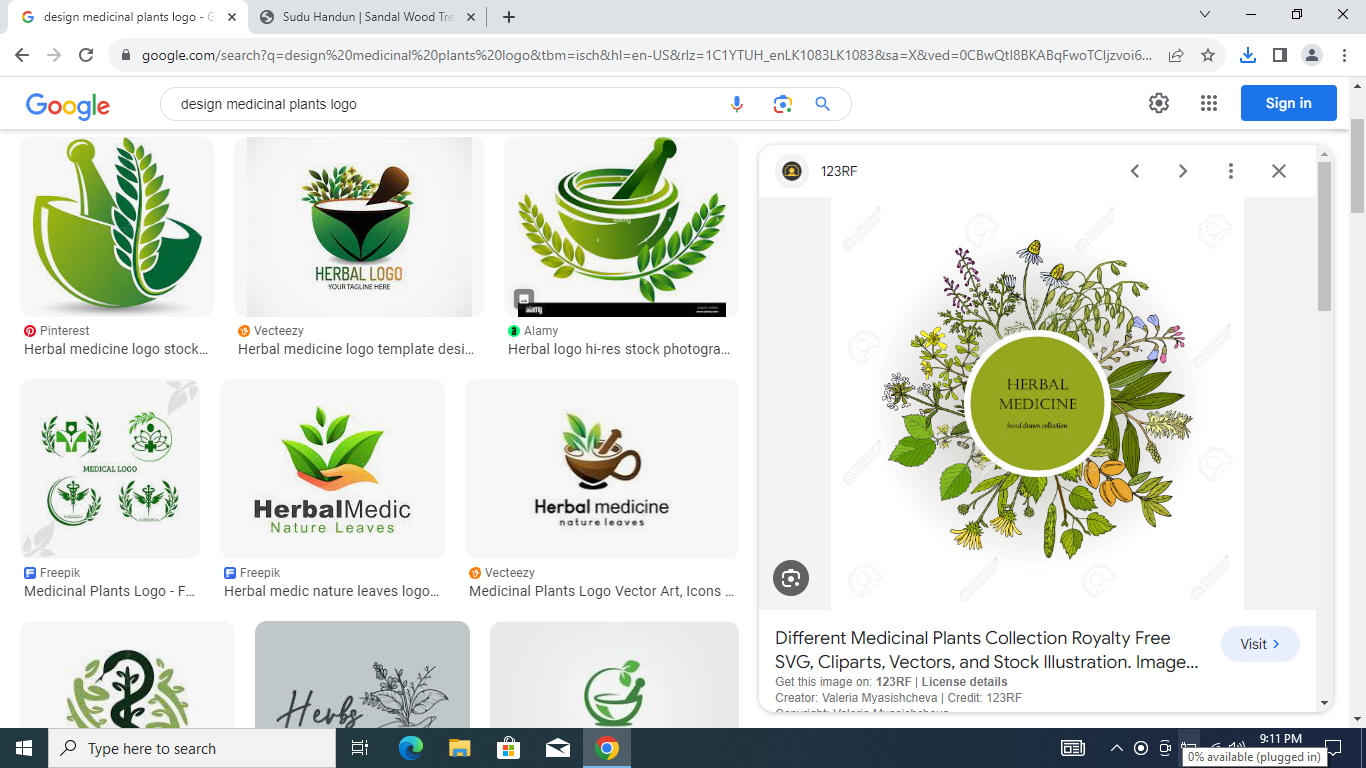 design medicinal plants logo - G
Sudu Handun | Sandal Wood Tre
google.com/search?q=design%20medicinal%20plants%20logo&tbm=isch&hl=en-US&rlz=1C1YTUH_enLK1083LK1083&sa=X&ved=0CBwQtI8BKABqFwoTCIjzvoi6...
Google
design medicinal plants logo
Sign in
HERBAL LOGO
YOUR TAGLINE HERE
alamy
Pinterest
Herbal medicine logo stock...
Vecteezy
Herbal medicine logo template desi...
a Alamy
Herbal logo hi-res stock photogra...
MEDICAL LOGO
HerbalMedic
Nature Leaves
Herbal medicine
nature leaves
Freepik
Medicinal Plants Logo - F...
Freepik
Herbal medic nature leaves logo...
Vecteezy
Medicinal Plants Logo Vector Art, Icons ...
Herbs
123RF
HERBAL
MEDICINE
hand drawn collection
Different Medicinal Plants Collection Royalty Free
SVG, Cliparts, Vectors, and Stock Illustration. Image...
Visit
Get this image on: 123RF | License details
Creator: Valeria Myasishcheva | Credit: 123RF
Copyright: Valeria Myasishcheva
Type here to search
9:11 PM
0% available (plugged in)